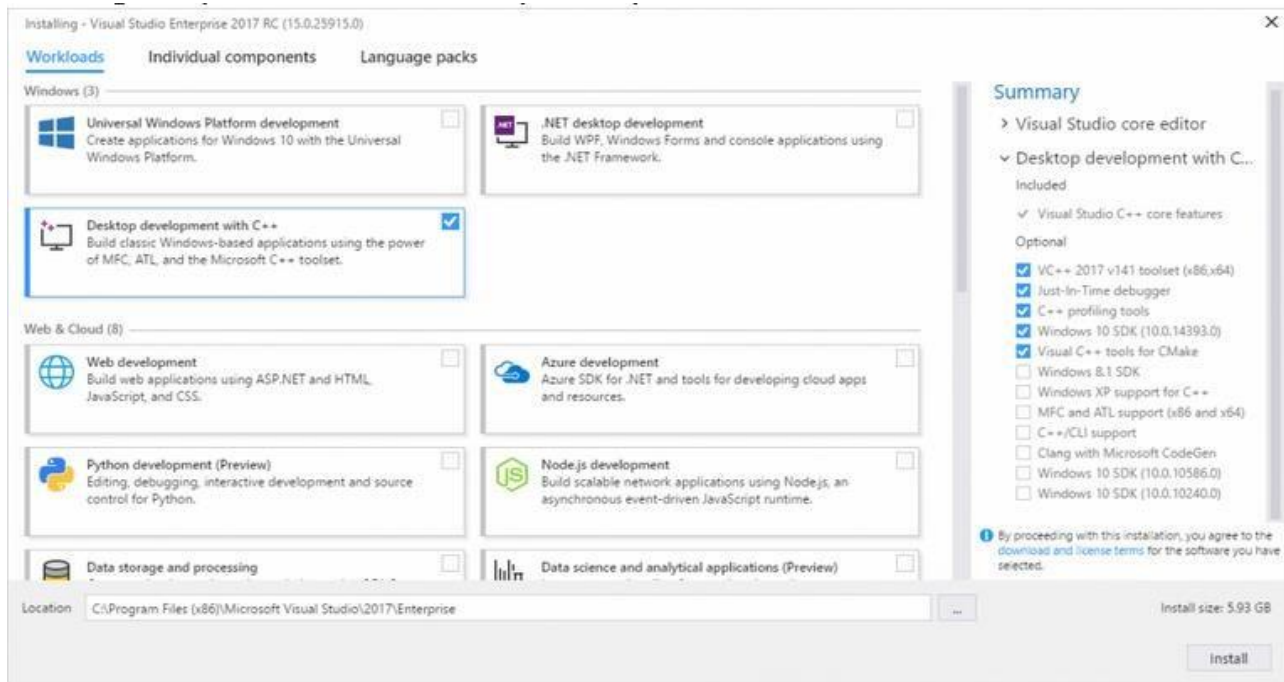 Installing - Visual Studio Enterprise 2017 RC (15.0.25915.0)
Workloads
Individual components
Language packs
Windows (3)
Universal Windows Platform development
Create applications for Windows 10 with the Universal
Windows Platform.
.NET
.NET desktop development
Build WPF, Windows Forms and console applications using
the .NET Framework.
Desktop development with C++
Build classic Windows-based applications using the power
of MFC, ATL, and the Microsoft C++ toolset.
Web & Cloud (8)
Web development
Build web applications using ASP.NET and HTML,
JavaScript, and CSS.
Azure development
Azure SDK for .NET and tools for developing cloud apps
and resources.
Python development (Preview)
Editing, debugging, interactive development and source
control for Python.
JS
Node.js development
Build scalable network applications using Node.js, an
asynchronous event-driven JavaScript runtime.
Data storage and processing
Data science and analytical applications (Preview)
Summary
Visual Studio core editor
Desktop development with C...
Included
Visual Studio C++ core features
Optional
VC++ 2017 v141 toolset (x86,x64)
Just-In-Time debugger
C++ profiling tools
Windows 10 SDK (10.0.14393.0)
Visual C++ tools for CMake
Windows 8.1 SDK
Windows XP support for C++
MFC and ATL support (x86 and x64)
C++/CLI support
Clang with Microsoft CodeGen
Windows 10 SDK (10.0.10586.0)
Windows 10 SDK (10.0.10240.0)
By proceeding with this installation, you agree to the
download and license terms for the software you have
selected.
Location
C:\Program Files (x86)\Microsoft Visual Studio\2017\Enterprise
...
Install size: 5.93 GB
Install